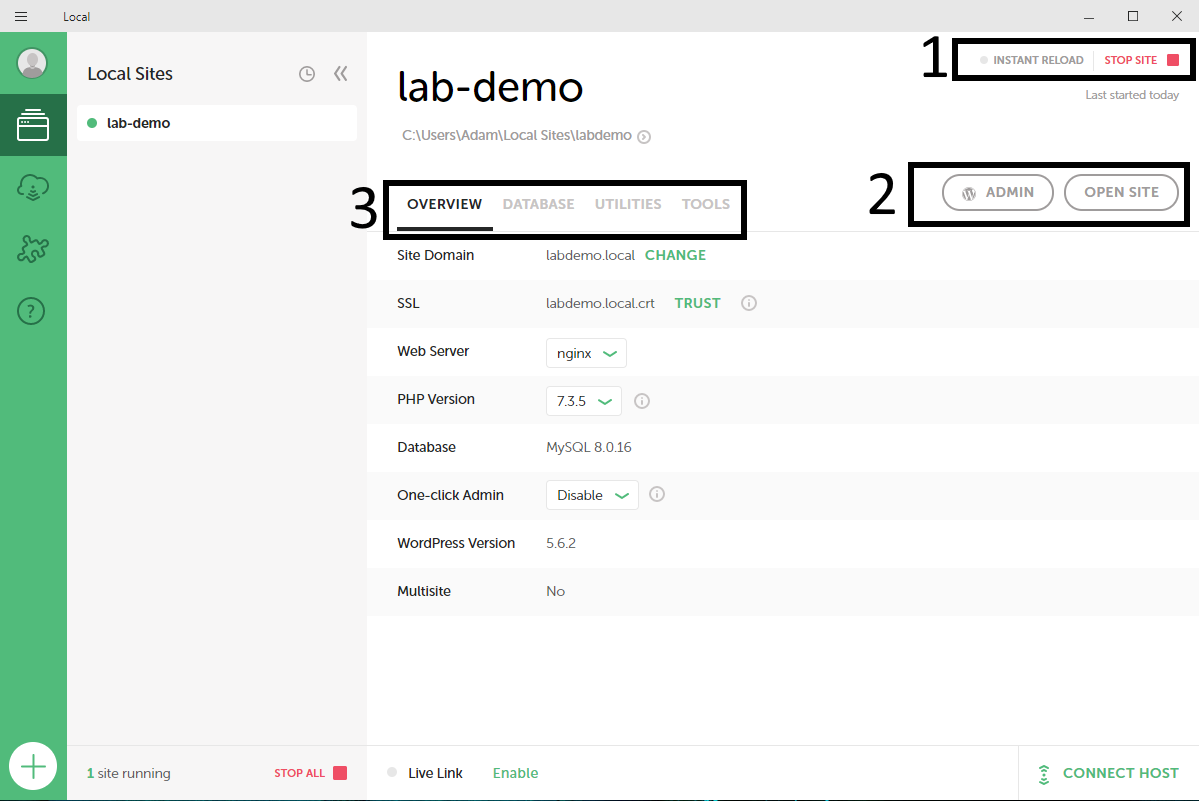 Local
Local Sites
lab-demo
1 site running
STOP ALL
1
INSTANT RELOAD
STOP SITE
Last started today
lab-demo
C:\Users\Adam\Local Sites\labdemo
2
ADMIN
OPEN SITE
3
OVERVIEW DATABASE UTILITIES TOOLS
Site Domain labdemo.local CHANGE
SSL labdemo.local.crt TRUST
Web Server nginx
PHP Version 7.3.5
Database MySQL 8.0.16
One-click Admin Disable
WordPress Version 5.6.2
Multisite No
Live Link Enable
CONNECT HOST